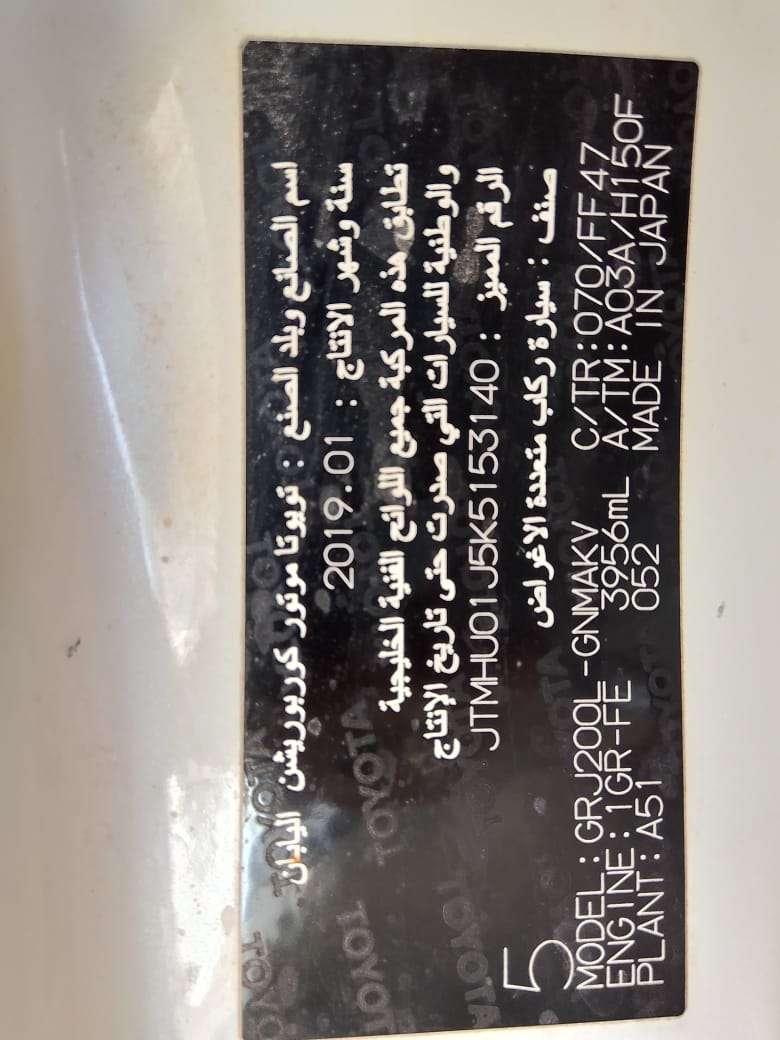 اسم الصانع وبلد الصنع : تويوتا موتور كوربوريشن اليابان
سنة وشهر الانتاج : 2019.01
تطابق هذه المركبة جميع اللوائح الفنية الخليجية
والوطنية للسيارات التي صدرت حتى تاريخ الإنتاج
الرقم المميز : JTMHU01J5K5153140
صنف : سيارة ركاب متعددة الاغراض
5
MODEL:GRJ200L-GNMAKV C/TR:070/FF47
ENGINE:1GR-FE 3956mL A/TM:A03A/H150F
PLANT:A51 052 MADE IN JAPAN